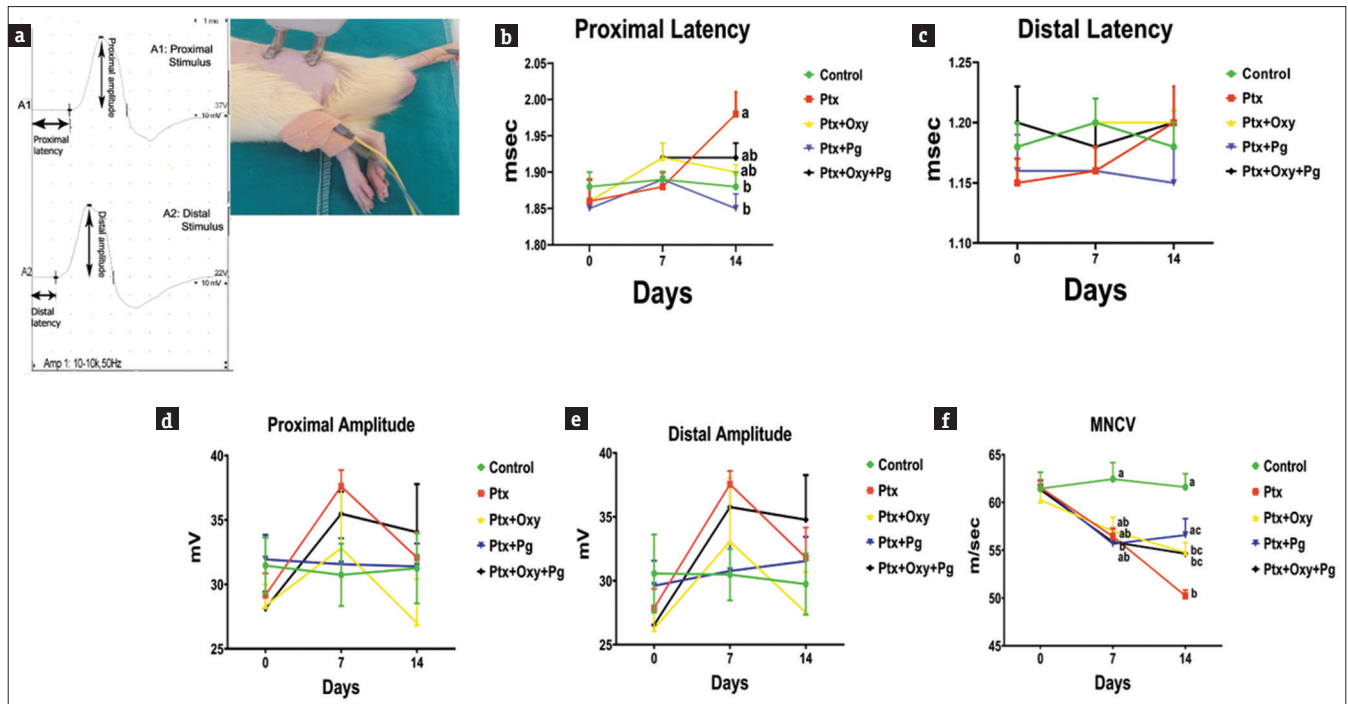 a
1 ms
A1: Proximal
Stimulus
Proximal amplitude
A1
37V
10 mV
Proximal
latency
A2: Distal
Stimulus
Distal amplitude
A2
22V
10 mV
Distal
latency
Amp 1: 10-10k,50Hz
b
Proximal Latency
msec
2.05
2.00
1.95
1.90
1.85
1.80
a
ab
ab
b
b
0 7 14
Days
Control
Ptx
Ptx+Oxy
Ptx+Pg
Ptx+Oxy+Pg
c
Distal Latency
msec
1.25
1.20
1.15
1.10
0 7 14
Days
Control
Ptx
Ptx+Oxy
Ptx+Pg
Ptx+Oxy+Pg
d
Proximal Amplitude
mV
40
35
30
25
0 7 14
Days
Control
Ptx
Ptx+Oxy
Ptx+Pg
Ptx+Oxy+Pg
e
Distal Amplitude
mV
40
35
30
25
0 7 14
Days
Control
Ptx
Ptx+Oxy
Ptx+Pg
Ptx+Oxy+Pg
f
MNCV
m/sec
65
60
55
50
45
a
a
ab
ab
b
ab
ac
bc
bc
b
0 7 14
Days
Control
Ptx
Ptx+Oxy
Ptx+Pg
Ptx+Oxy+Pg